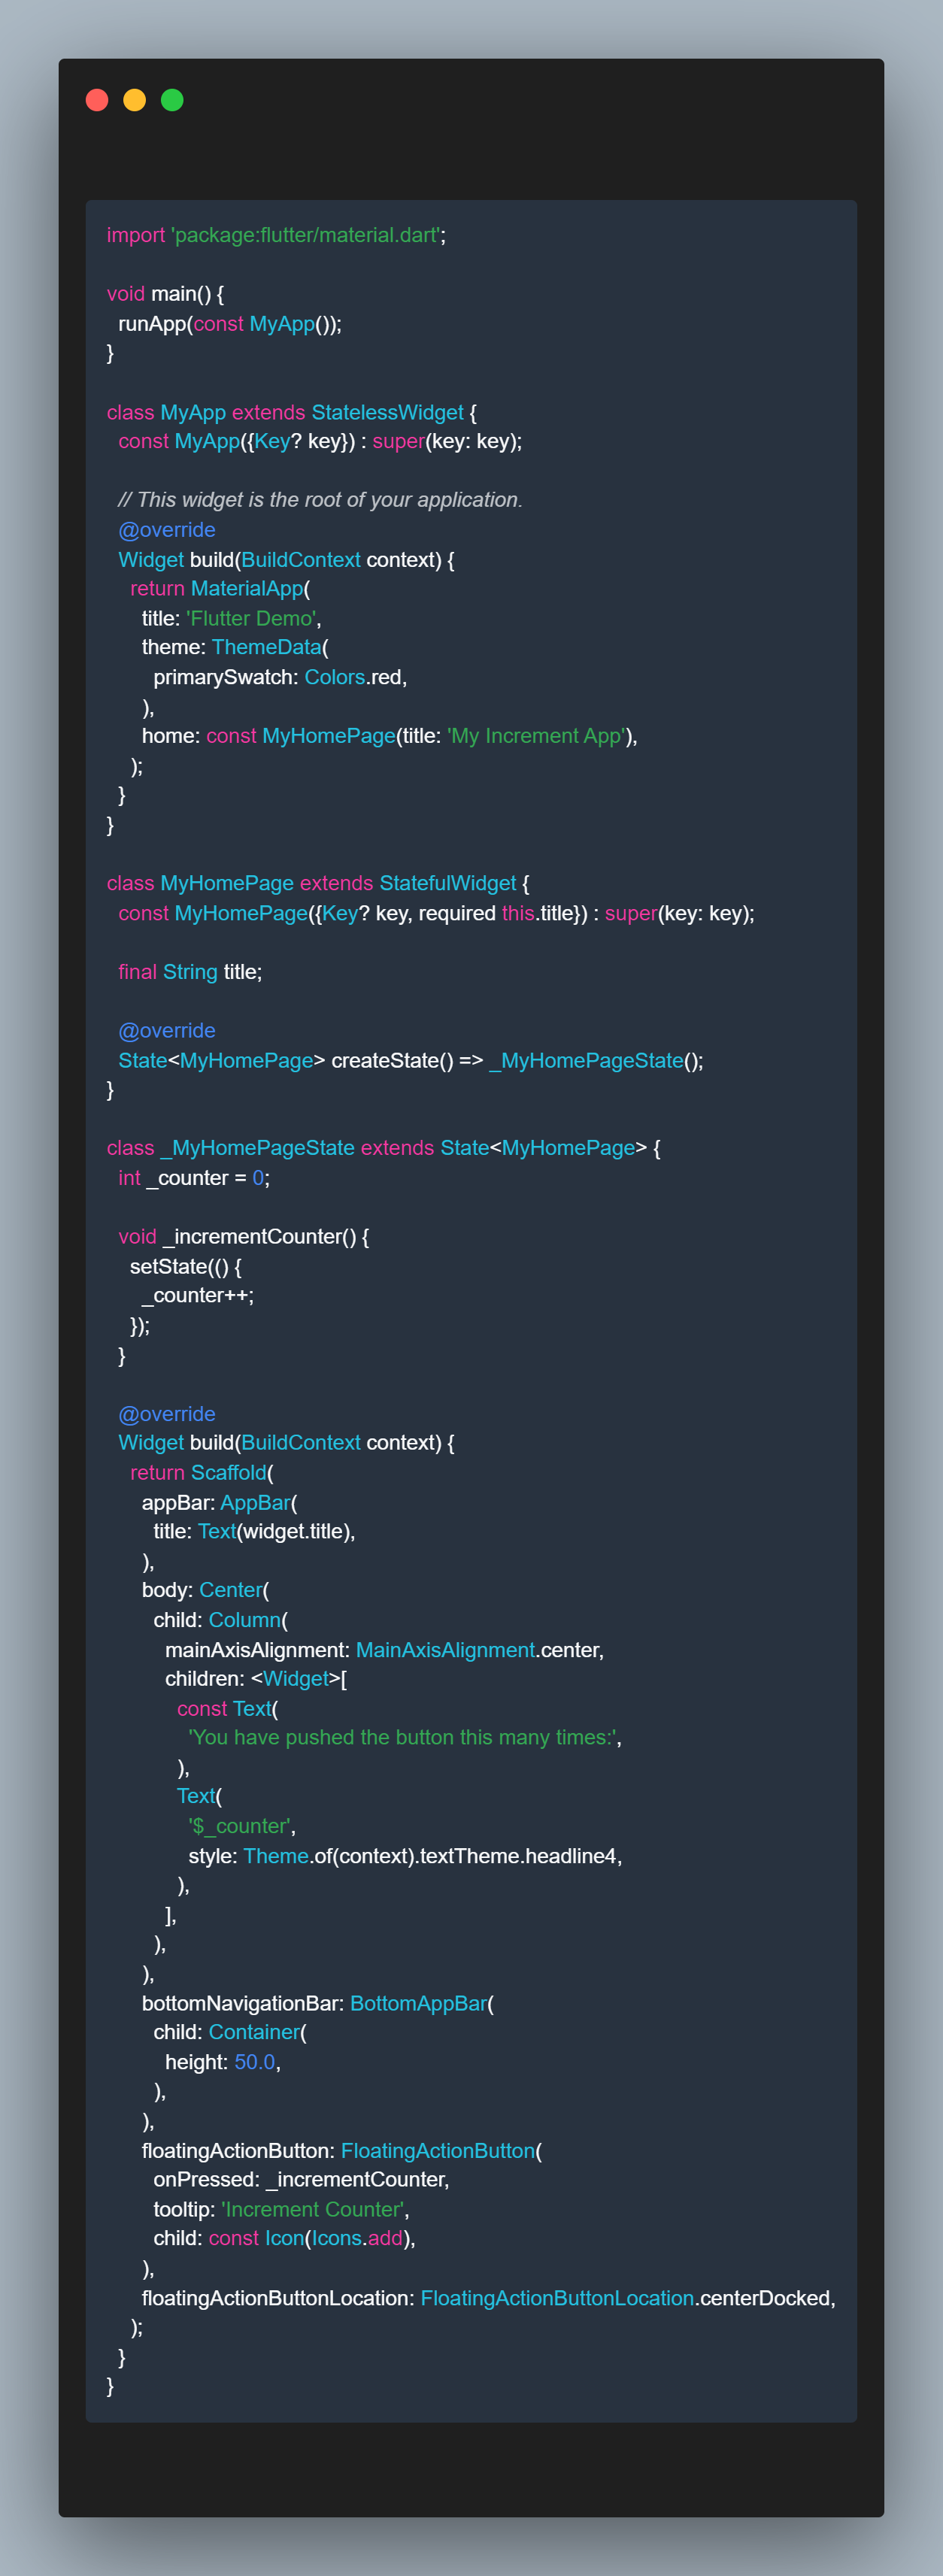 import 'package:flutter/material.dart';

void main() {
  runApp(const MyApp());
}

class MyApp extends StatelessWidget {
  const MyApp({Key? key}) : super(key: key);

  // This widget is the root of your application.
  @override
  Widget build(BuildContext context) {
    return MaterialApp(
      title: 'Flutter Demo',
      theme: ThemeData(
        primarySwatch: Colors.red,
      ),
      home: const MyHomePage(title: 'My Increment App'),
    );
  }
}

class MyHomePage extends StatefulWidget {
  const MyHomePage({Key? key, required this.title}) : super(key: key);

  final String title;

  @override
  State<MyHomePage> createState() => _MyHomePageState();
}

class _MyHomePageState extends State<MyHomePage> {
  int _counter = 0;

  void _incrementCounter() {
    setState(() {
      _counter++;
    });
  }

  @override
  Widget build(BuildContext context) {
    return Scaffold(
      appBar: AppBar(
        title: Text(widget.title),
      ),
      body: Center(
        child: Column(
          mainAxisAlignment: MainAxisAlignment.center,
          children: <Widget>[
            const Text(
              'You have pushed the button this many times:',
            ),
            Text(
              '$_counter',
              style: Theme.of(context).textTheme.headline4,
            ),
          ],
        ),
      ),
      bottomNavigationBar: BottomAppBar(
        child: Container(
          height: 50.0,
        ),
      ),
      floatingActionButton: FloatingActionButton(
        onPressed: _incrementCounter,
        tooltip: 'Increment Counter',
        child: const Icon(Icons.add),
      ),
      floatingActionButtonLocation: FloatingActionButtonLocation.centerDocked,
    );
  }
}